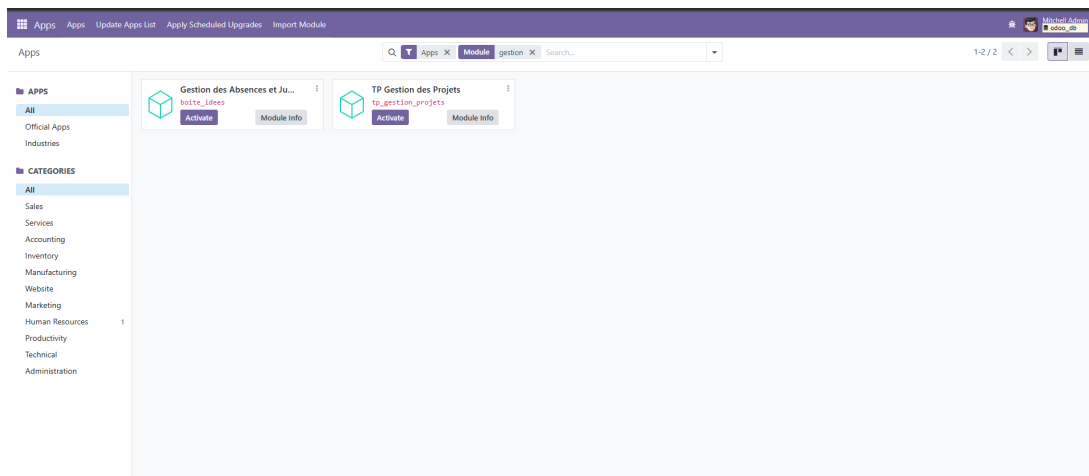 Apps Apps Update Apps List Apply Scheduled Upgrades Import Module Mitchell Admin
odoo_db
Apps Apps X Module gestion X Search... 1-2 / 2
APPS
All
Official Apps
Industries
CATEGORIES
All
Sales
Services
Accounting
Inventory
Manufacturing
Website
Marketing
Human Resources 1
Productivity
Technical
Administration
Gestion des Absences et Ju...
boite_idees
Activate Module Info
TP Gestion des Projets
tp_gestion_projets
Activate Module Info